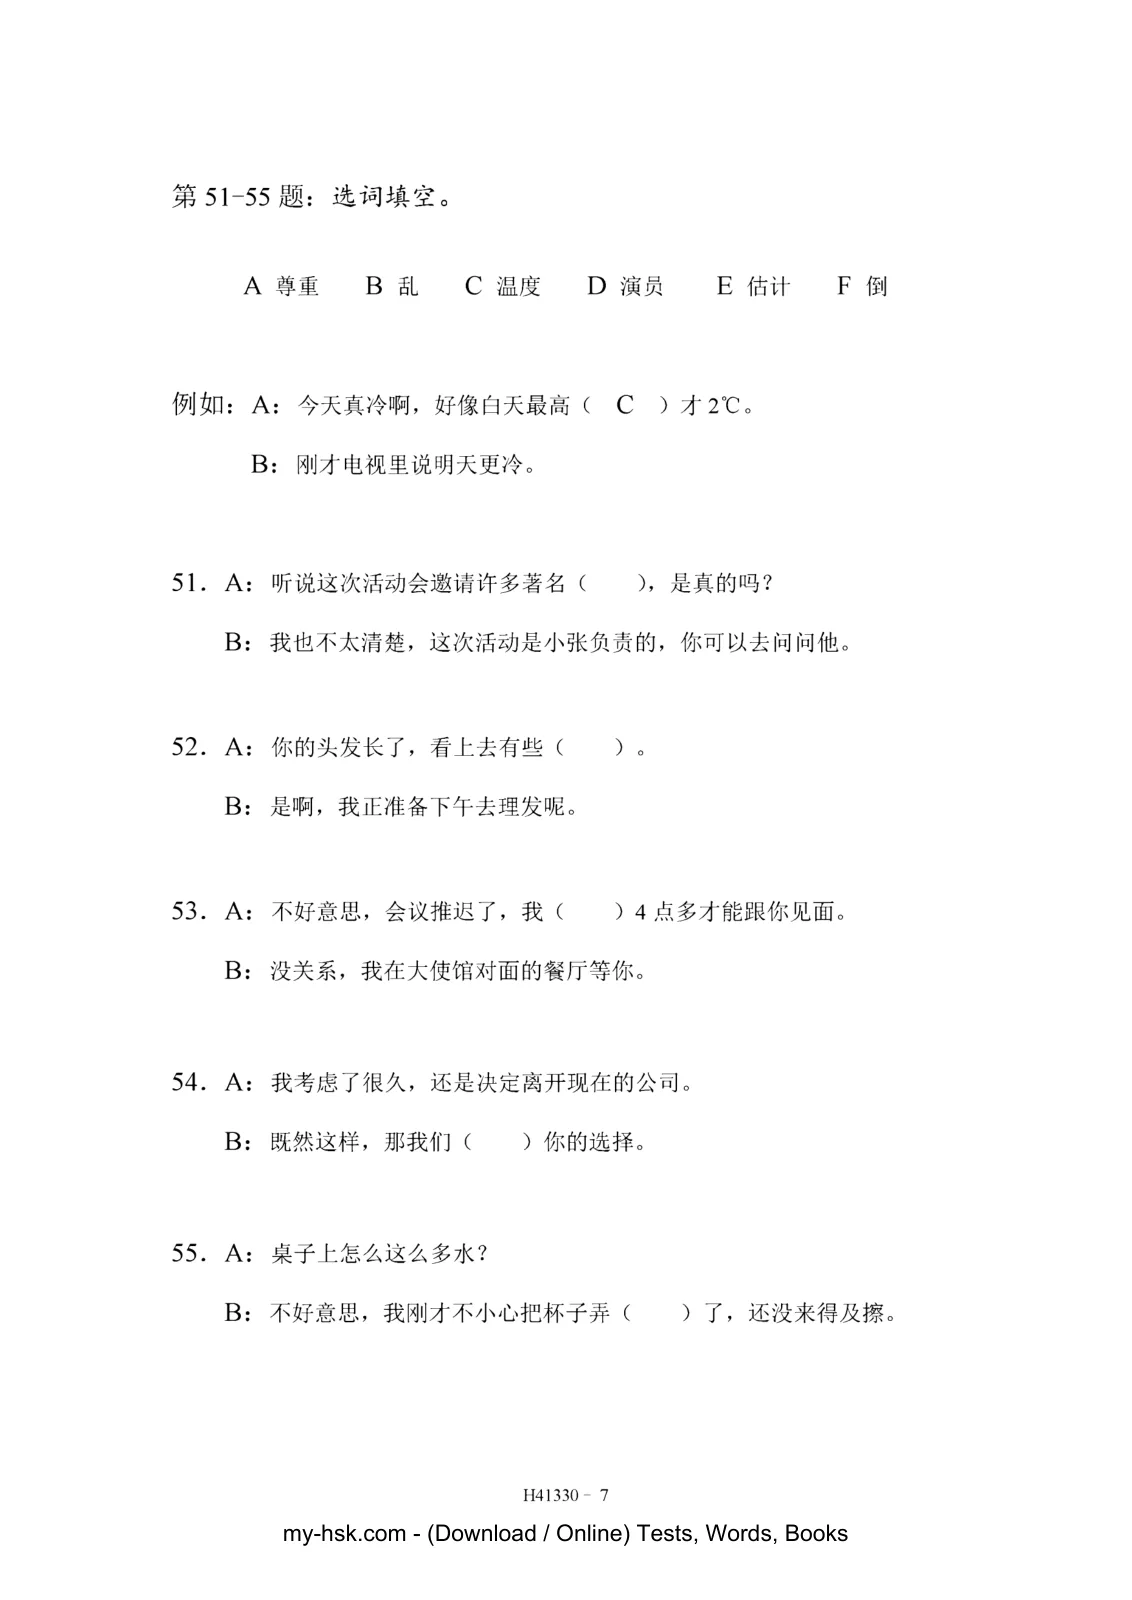 第 51-55 题：选词填空。
A 尊重 B 乱 C 温度 D 演员 E 估计 F 倒
例如：A：今天真冷啊，好像白天最高（ C ）才 2℃。
B：刚才电视里说明天更冷。
51．A：听说这次活动会邀请许多著名（ ），是真的吗？
B：我也不太清楚，这次活动是小张负责的，你可以去问问他。
52．A：你的头发长了，看上去有些（ ）。
B：是啊，我正准备下午去理发呢。
53．A：不好意思，会议推迟了，我（ ）4 点多才能跟你见面。
B：没关系，我在大使馆对面的餐厅等你。
54．A：我考虑了很久，还是决定离开现在的公司。
B：既然这样，那我们（ ）你的选择。
55．A：桌子上怎么这么多水？
B：不好意思，我刚才不小心把杯子弄（ ）了，还没来得及擦。
H41330 - 7
my-hsk.com - (Download / Online) Tests, Words, Books